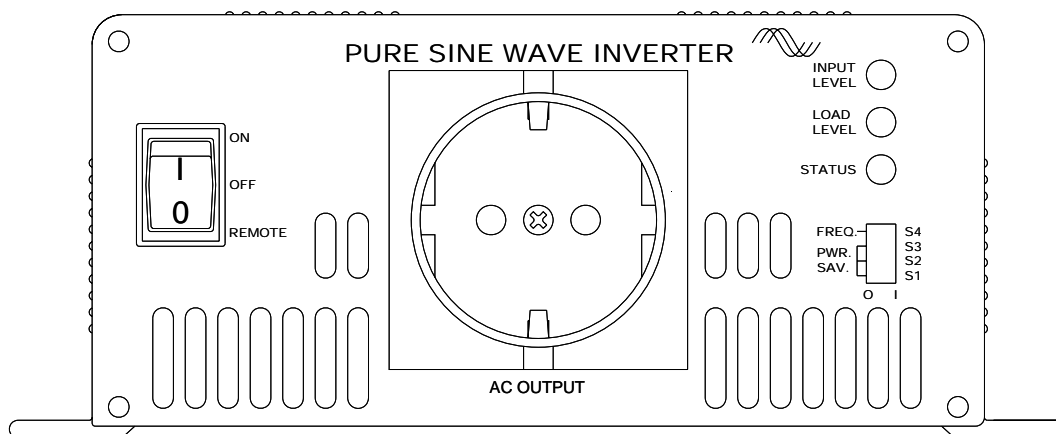 PURE SINE WAVE INVERTER
INPUT
LEVEL
LOAD
LEVEL
STATUS
ON
OFF
REMOTE
I
0
FREQ.
PWR.
SAV.
S4
S3
S2
S1
O I
AC OUTPUT